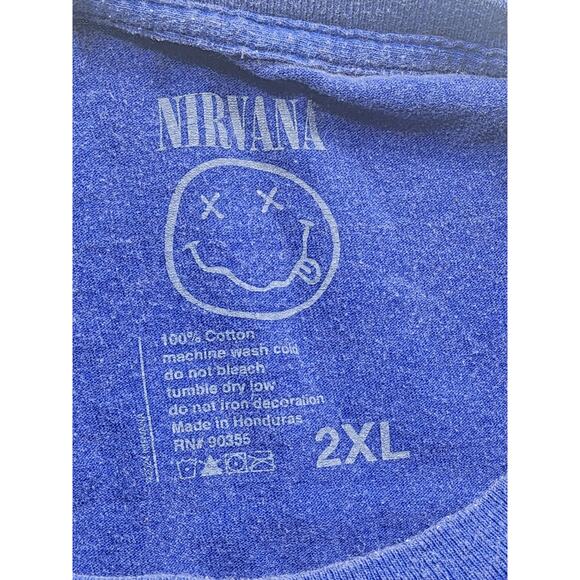 NIRVANA
100% Cotton
machine wash cold
do not bleach
tumble dry low
do not iron decoration
Made in Honduras
RN# 90355
2XL